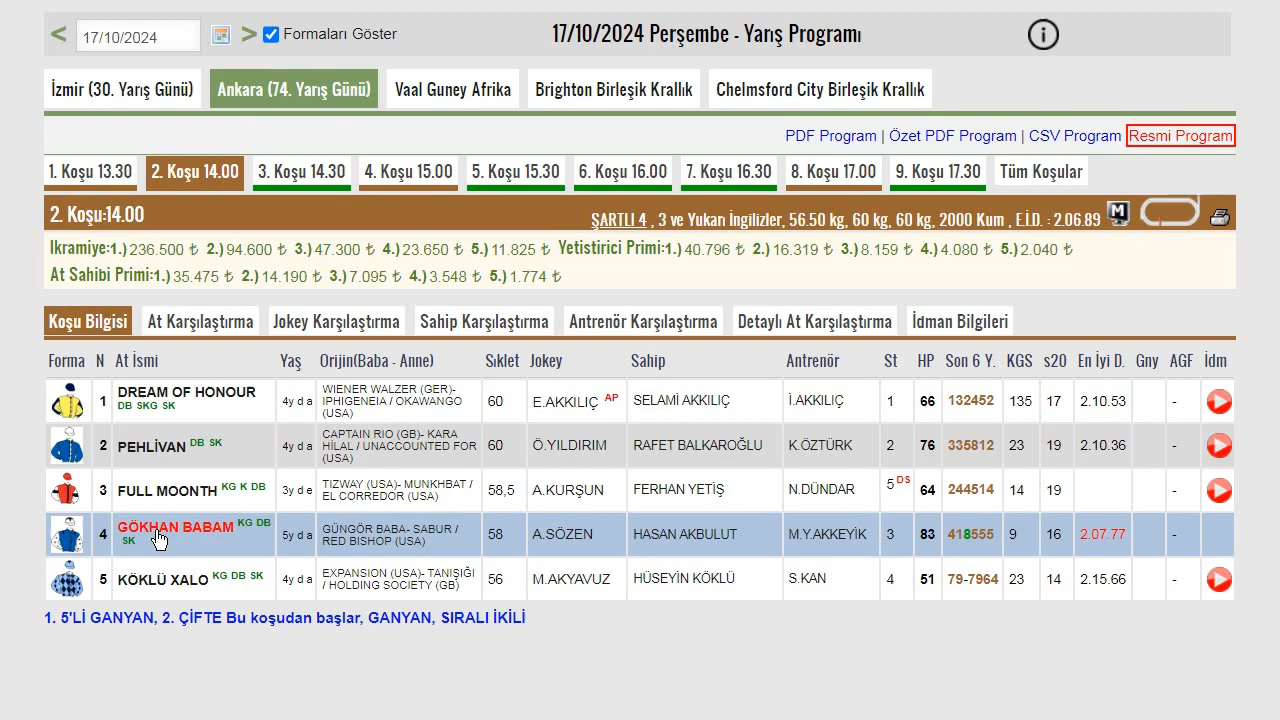 < 17/10/2024 > Formaları Göster 17/10/2024 Perşembe - Yarış Programı i
İzmir (30. Yarış Günü) Ankara (74. Yarış Günü) Vaal Guney Afrika Brighton Birleşik Krallık Chelmsford City Birleşik Krallık
PDF Program | Özet PDF Program | CSV Program Resmi Program
1. Koşu 13.30 2. Koşu 14.00 3. Koşu 14.30 4. Koşu 15.00 5. Koşu 15.30 6. Koşu 16.00 7. Koşu 16.30 8. Koşu 17.00 9. Koşu 17.30 Tüm Koşular
2. Koşu:14.00 ŞARTLI 4 , 3 ve Yukarı İngilizler, 56.50 kg, 60 kg, 60 kg, 2000 Kum , E.İ.D. : 2.06.89 M
Ikramiye:1.) 236.500 ₺ 2.) 94.600 ₺ 3.) 47.300 ₺ 4.) 23.650 ₺ 5.) 11.825 ₺ Yetistirici Primi:1.) 40.796 ₺ 2.) 16.319 ₺ 3.) 8.159 ₺ 4.) 4.080 ₺ 5.) 2.040 ₺
At Sahibi Primi:1.) 35.475 ₺ 2.) 14.190 ₺ 3.) 7.095 ₺ 4.) 3.548 ₺ 5.) 1.774 ₺
Koşu Bilgisi At Karşılaştırma Jokey Karşılaştırma Sahip Karşılaştırma Antrenör Karşılaştırma Detaylı At Karşılaştırma İdman Bilgileri
Forma N At İsmi Yaş Orijin(Baba - Anne) Sıklet Jokey Sahip Antrenör St HP Son 6 Y. KGS s20 En İyi D. Gny AGF İdm
1 DREAM OF HONOUR DB SKG SK 4y d a WIENER WALZER (GER)- IPHIGENEIA / OKAWANGO (USA) 60 E.AKKILIÇ AP SELAMİ AKKILIÇ İ.AKKILIÇ 1 66 132452 135 17 2.10.53 -
2 PEHLİVAN DB SK 4y d a CAPTAIN RIO (GB)- KARA HİLAL / UNACCOUNTED FOR (USA) 60 Ö.YILDIRIM RAFET BALKAROĞLU K.ÖZTÜRK 2 76 335812 23 19 2.10.36 -
3 FULL MOONTH KG K DB 3y d e TIZWAY (USA)- MUNKHBAT / EL CORREDOR (USA) 58,5 A.KURŞUN FERHAN YETİŞ N.DÜNDAR 5 DS 64 244514 14 19 -
4 GÖKHAN BABAM KG DB SK 5y d a GÜNGÖR BABA- SABUR / RED BISHOP (USA) 58 A.SÖZEN HASAN AKBULUT M.Y.AKKEYİK 3 83 418555 9 16 2.07.77 -
5 KÖKLÜ XALO KG DB SK 4y d a EXPANSION (USA)- TANIŞIĞI / HOLDING SOCIETY (GB) 56 M.AKYAVUZ HÜSEYİN KÖKLÜ S.KAN 4 51 79-7964 23 14 2.15.66 -
1. 5'Lİ GANYAN, 2. ÇİFTE Bu koşudan başlar, GANYAN, SIRALI İKİLİ